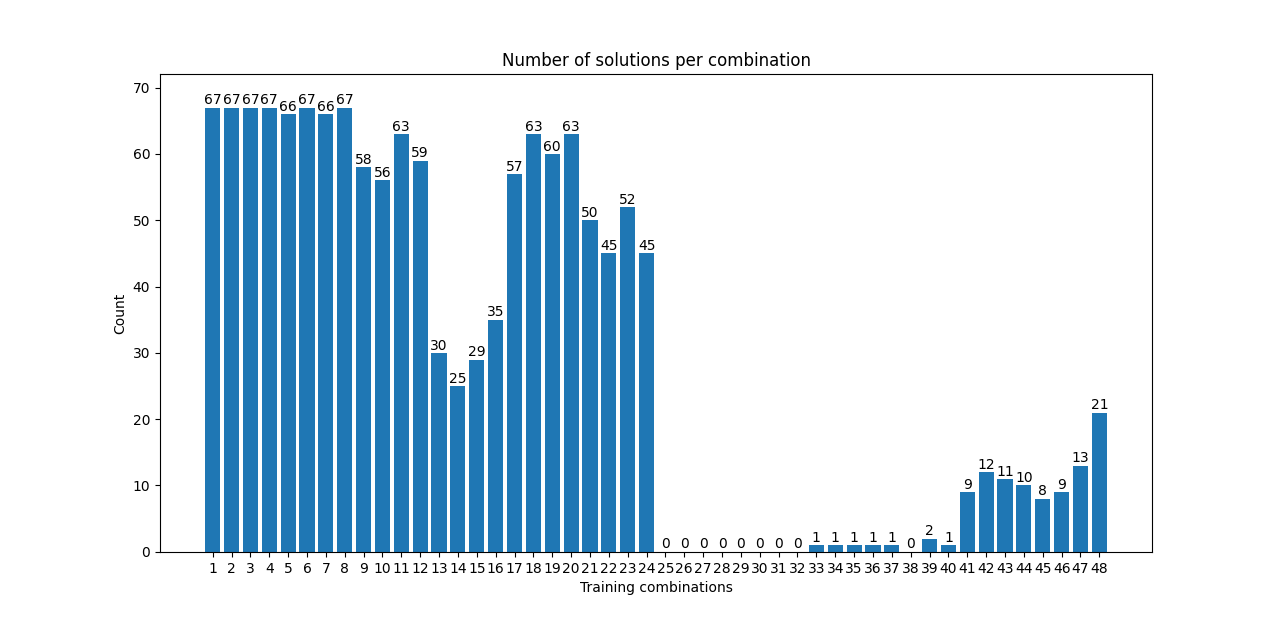 Number of solutions per combination
70
60
50
40
30
20
10
0
Count
67 67 67 67 66 67 66 67 58 56 63 59 30 25 29 35 57 63 60 63 50 45 52 45 0 0 0 0 0 0 0 0 1 1 1 1 1 0 2 1 9 12 11 10 8 9 13 21
1 2 3 4 5 6 7 8 9 10 11 12 13 14 15 16 17 18 19 20 21 22 23 24 25 26 27 28 29 30 31 32 33 34 35 36 37 38 39 40 41 42 43 44 45 46 47 48
Training combinations